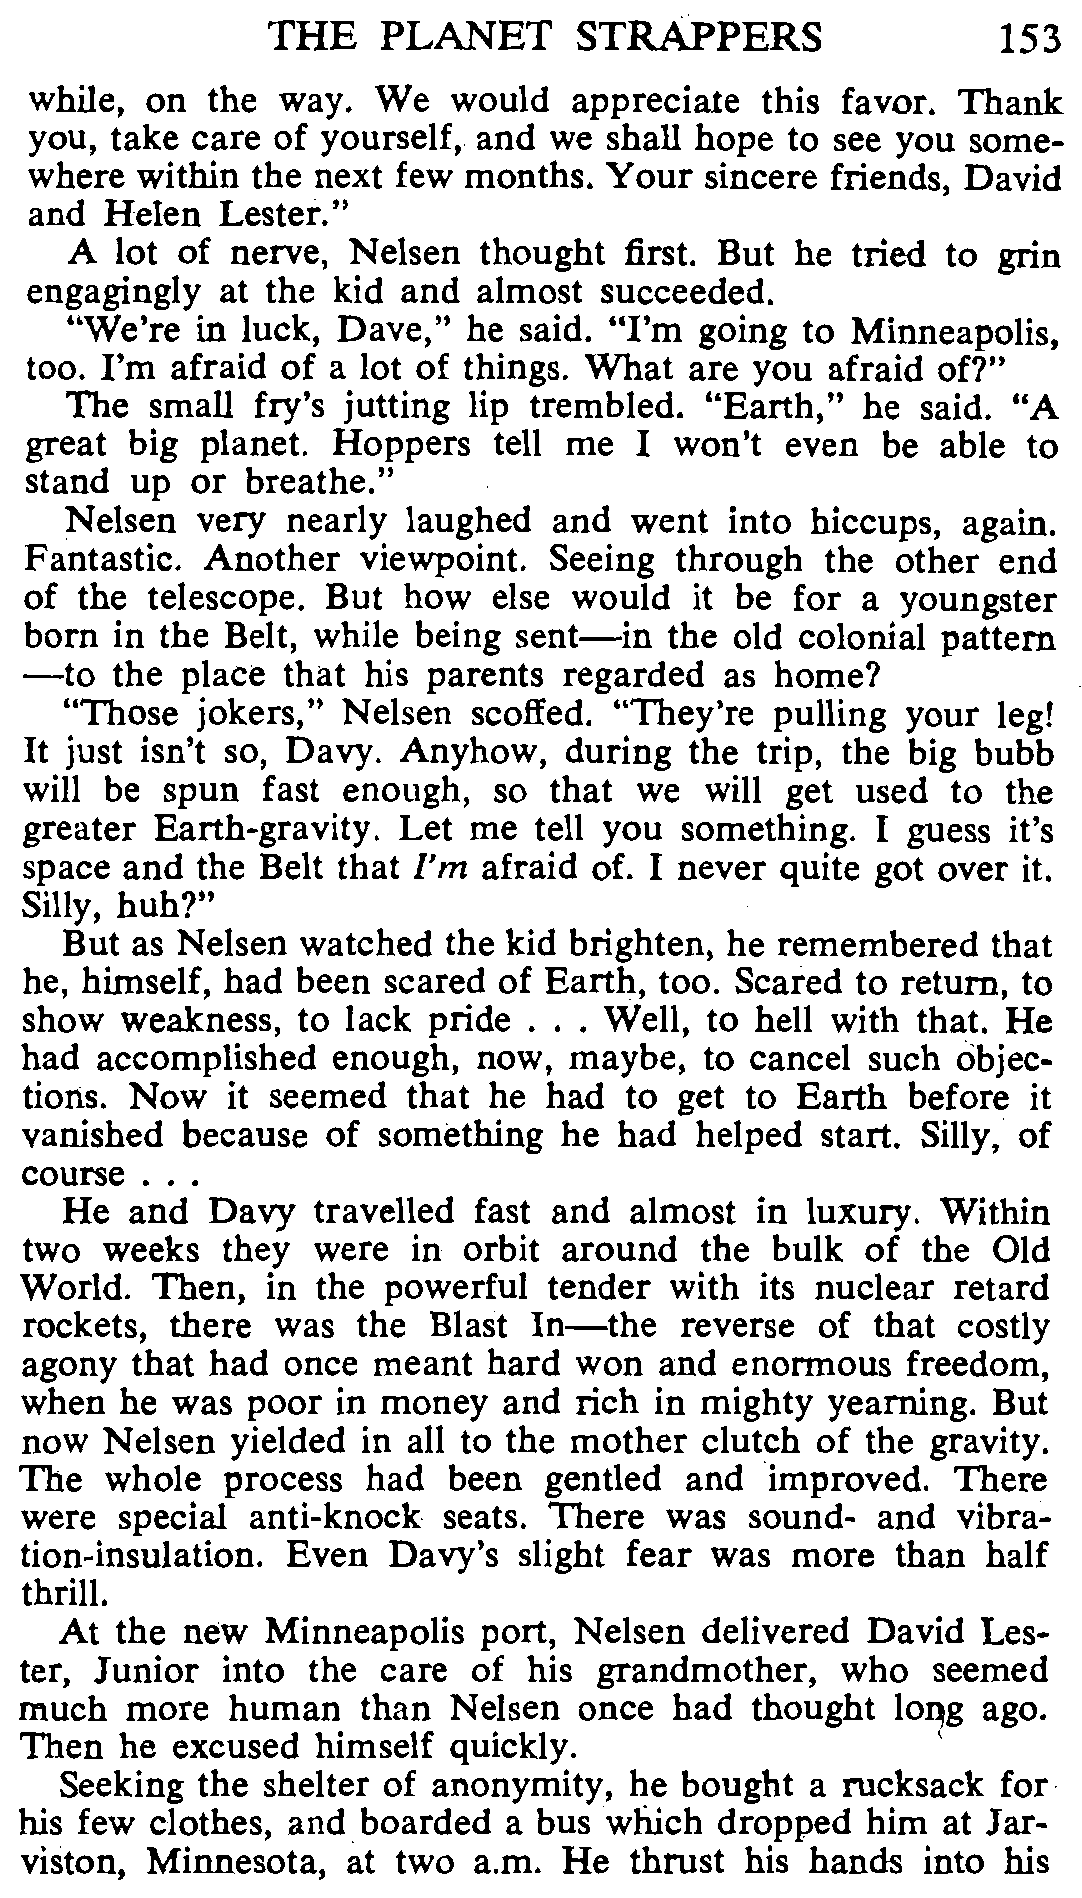 THE PLANET STRAPPERS 153
while, on the way. We would appreciate this favor. Thank
you, take care of yourself, and we shall hope to see you some-
where within the next few months. Your sincere friends, David
and Helen Lester."
A lot of nerve, Nelsen thought first. But he tried to grin
engagingly at the kid and almost succeeded.
"We're in luck, Dave," he said. "I'm going to Minneapolis,
too. I'm afraid of a lot of things. What are you afraid of?"
The small fry's jutting lip trembled. "Earth," he said. "A
great big planet. Hoppers tell me I won't even be able to
stand up or breathe."
Nelsen very nearly laughed and went into hiccups, again.
Fantastic. Another viewpoint. Seeing through the other end
of the telescope. But how else would it be for a youngster
born in the Belt, while being sent—in the old colonial pattern
—to the place that his parents regarded as home?
"Those jokers," Nelsen scoffed. "They're pulling your leg!
It just isn't so, Davy. Anyhow, during the trip, the big bubb
will be spun fast enough, so that we will get used to the
greater Earth-gravity. Let me tell you something. I guess it's
space and the Belt that I'm afraid of. I never quite got over it.
Silly, huh?"
But as Nelsen watched the kid brighten, he remembered that
he, himself, had been scared of Earth, too. Scared to return, to
show weakness, to lack pride . . . Well, to hell with that. He
had accomplished enough, now, maybe, to cancel such objec-
tions. Now it seemed that he had to get to Earth before it
vanished because of something he had helped start. Silly, of
course . . .
He and Davy travelled fast and almost in luxury. Within
two weeks they were in orbit around the bulk of the Old
World. Then, in the powerful tender with its nuclear retard
rockets, there was the Blast In—the reverse of that costly
agony that had once meant hard won and enormous freedom,
when he was poor in money and rich in mighty yearning. But
now Nelsen yielded in all to the mother clutch of the gravity.
The whole process had been gentled and improved. There
were special anti-knock seats. There was sound- and vibra-
tion-insulation. Even Davy's slight fear was more than half
thrill.
At the new Minneapolis port, Nelsen delivered David Les-
ter, Junior into the care of his grandmother, who seemed
much more human than Nelsen once had thought long ago.
Then he excused himself quickly.
Seeking the shelter of anonymity, he bought a rucksack for
his few clothes, and boarded a bus which dropped him at Jar-
viston, Minnesota, at two a.m. He thrust his hands into his